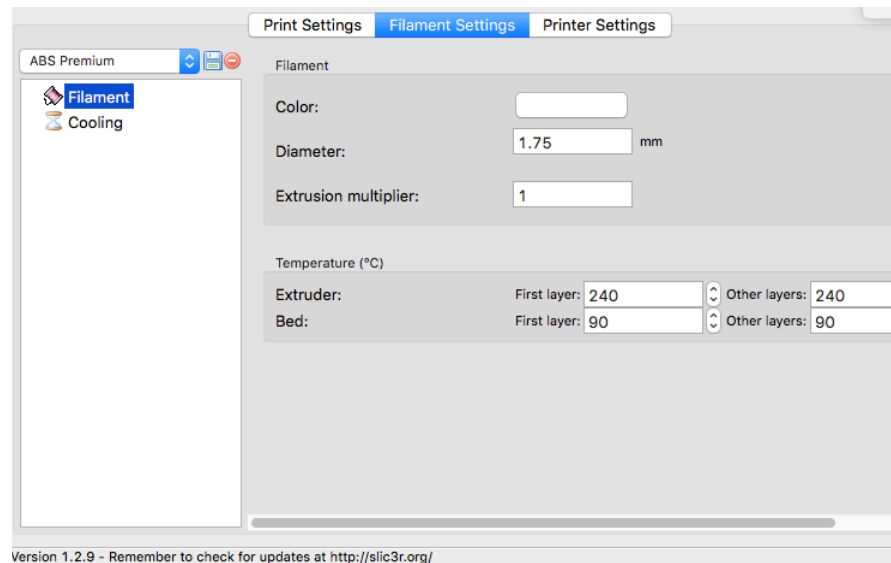 Print Settings Filament Settings Printer Settings
ABS Premium
Filament
Cooling
Filament
Color:
Diameter: 1.75 mm
Extrusion multiplier: 1
Temperature (°C)
Extruder: First layer: 240 Other layers: 240
Bed: First layer: 90 Other layers: 90
Version 1.2.9 - Remember to check for updates at http://slic3r.org/